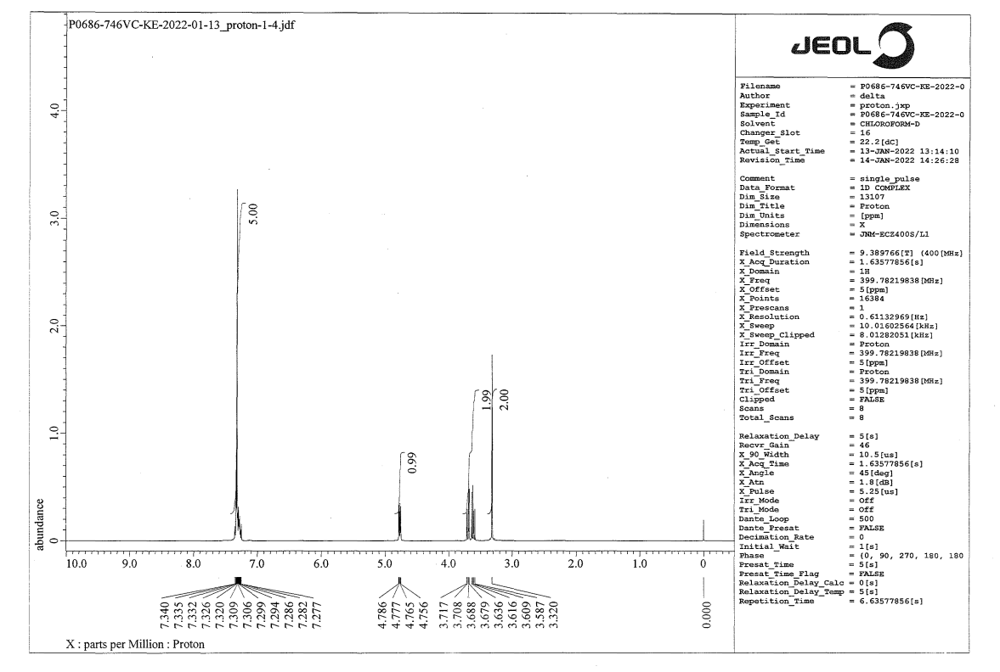 P0686-746VC-KE-2022-01-13_proton-1-4.jdf
JEOL
Filename = P0686-746VC-KE-2022-0
Author = delta
Experiment = proton.jxp
Sample_Id = P0686-746VC-KE-2022-0
Solvent = CHLOROFORM-D
Changer_Slot = 16
Temp_Get = 22.2[dC]
Actual_Start_Time = 13-JAN-2022 13:14:10
Revision_Time = 14-JAN-2022 14:26:28
Comment = single_pulse
Data_Format = 1D COMPLEX
Dim_Size = 13107
Dim_Title = Proton
Dim_Units = [ppm]
Dimensions = X
Spectrometer = JNM-ECZ400S/L1
Field_Strength = 9.389766[T] (400[MHz]
X_Acq_Duration = 1.63577856[s]
X_Domain = 1H
X_Freq = 399.78219838[MHz]
X_Offset = 5[ppm]
X_Points = 16384
X_Prescans = 1
X_Resolution = 0.61132969[Hz]
X_Sweep = 10.01602564[kHz]
X_Sweep_Clipped = 8.01282051[kHz]
Irr_Domain = Proton
Irr_Freq = 399.78219838[MHz]
Irr_Offset = 5[ppm]
Tri_Domain = Proton
Tri_Freq = 399.78219838[MHz]
Tri_Offset = 5[ppm]
Clipped = FALSE
Scans = 8
Total_Scans = 8
Relaxation_Delay = 5[s]
Recvr_Gain = 46
X_90_Width = 10.5[us]
X_Acq_Time = 1.63577856[s]
X_Angle = 45[deg]
X_Atn = 1.8[dB]
X_Pulse = 5.25[us]
Irr_Mode = Off
Tri_Mode = Off
Dante_Loop = 500
Dante_Presat = FALSE
Decimation_Rate = 0
Initial_Wait = 1[s]
Phase = {0, 90, 270, 180, 180
Presat_Time = 5[s]
Presat_Time_Flag = FALSE
Relaxation_Delay_Calc = 0[s]
Relaxation_Delay_Temp = 5[s]
Repetition_Time = 6.63577856[s]
4.0
3.0
2.0
1.0
0
abundance
5.00
0.99
1.99
2.00
10.0 9.0 8.0 7.0 6.0 5.0 4.0 3.0 2.0 1.0 0
7.340
7.335
7.332
7.326
7.320
7.309
7.306
7.299
7.294
7.286
7.282
7.277
4.786
4.777
4.765
4.756
3.717
3.708
3.688
3.679
3.636
3.616
3.609
3.587
3.320
0.000
X : parts per Million : Proton